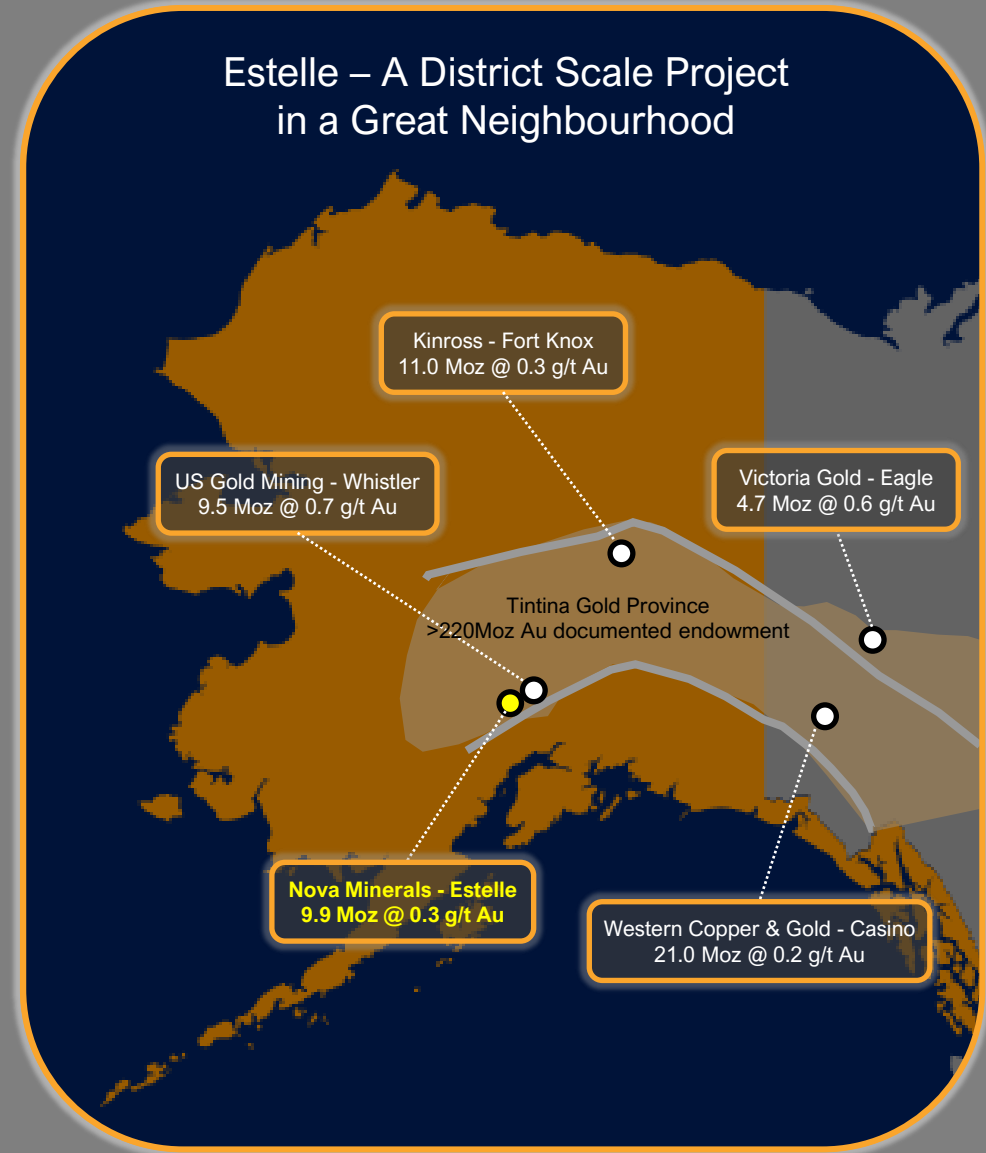 Estelle – A District Scale Project
in a Great Neighbourhood
Kinross - Fort Knox
11.0 Moz @ 0.3 g/t Au
US Gold Mining - Whistler
9.5 Moz @ 0.7 g/t Au
Victoria Gold - Eagle
4.7 Moz @ 0.6 g/t Au
Tintina Gold Province
>220Moz Au documented endowment
Nova Minerals - Estelle
9.9 Moz @ 0.3 g/t Au
Western Copper & Gold - Casino
21.0 Moz @ 0.2 g/t Au